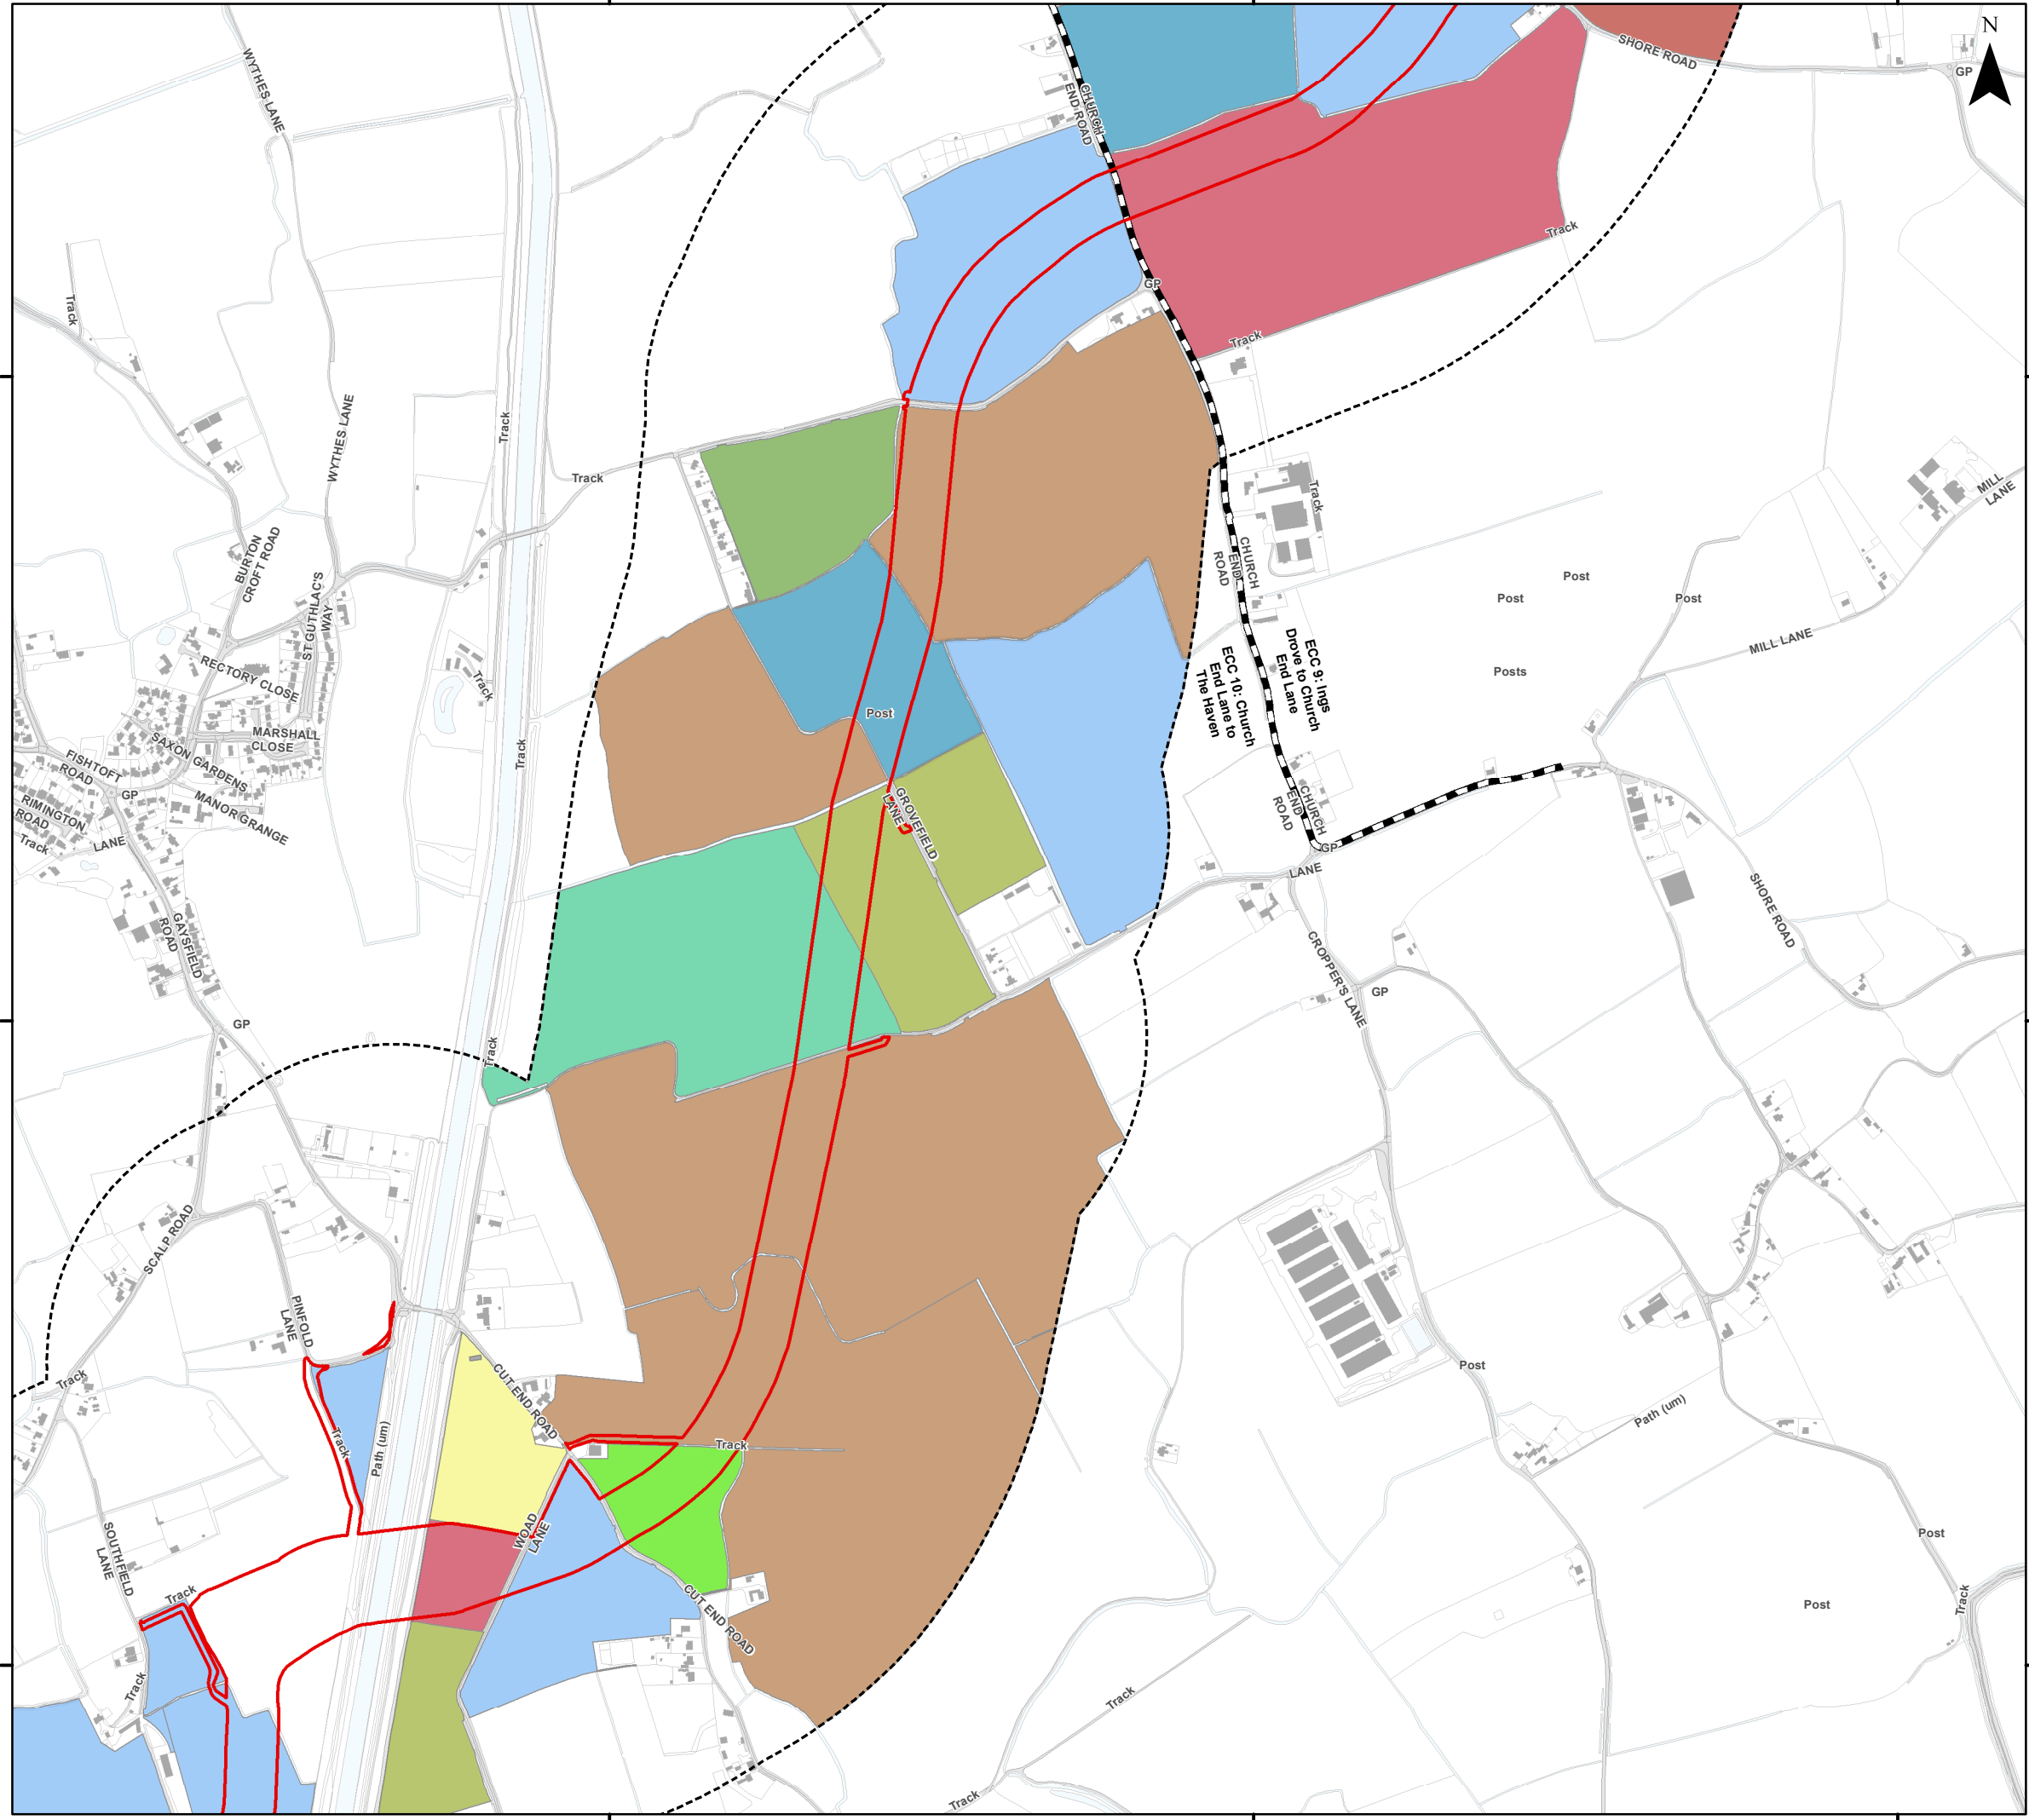 N
SHORE ROAD
GP
WYTHES LANE
CHURCH
END ROAD
Track
Track
GP
Track
Track
WYTHES LANE
Track
Track
Track
MILL
LANE
BURTON
CROFT ROAD
CHURCH
END
ROAD
ST GUTHLAC'S
WAY
Post
Post
Post
MILL LANE
RECTORY CLOSE
Track
Posts
ECC 9: Ings
Drove to Church
End Lane
ECC 10: Church
End Lane to
The Haven
Post
MARSHALL
CLOSE
SAXON GARDENS
Track
FISHTOFT
ROAD
GP
MANOR GRANGE
RIMINGTON
ROAD
Track
LANE
GROVEFIELD
LANE
CHURCH
END
ROAD
GP
LANE
SHORE ROAD
GAYSFIELD
ROAD
CROPPER'S LANE
GP
GP
Track
SCALP ROAD
PINFOLD
LANE
Track
CUT END ROAD
Post
Path (um)
Track
Path (um)
Track
WOAD
LANE
SOUTHFIELD
LANE
Post
Track
CUT END ROAD
Post
Track
Track
Track
Track